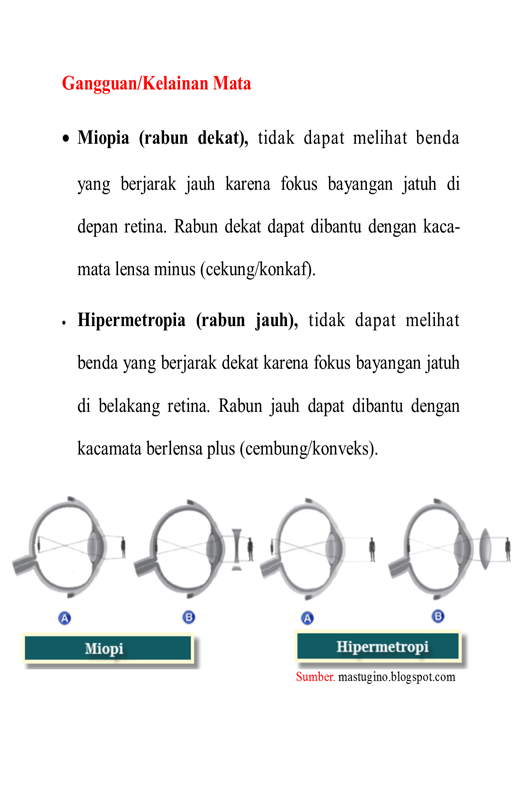 Gangguan/Kelainan Mata
• Miopia (rabun dekat), tidak dapat melihat benda
yang berjarak jauh karena fokus bayangan jatuh di
depan retina. Rabun dekat dapat dibantu dengan kaca-
mata lensa minus (cekung/konkaf).
• Hipermetropia (rabun jauh), tidak dapat melihat
benda yang berjarak dekat karena fokus bayangan jatuh
di belakang retina. Rabun jauh dapat dibantu dengan
kacamata berlensa plus (cembung/konveks).
A B A B
Miopi Hipermetropi
Sumber. mastugino.blogspot.com